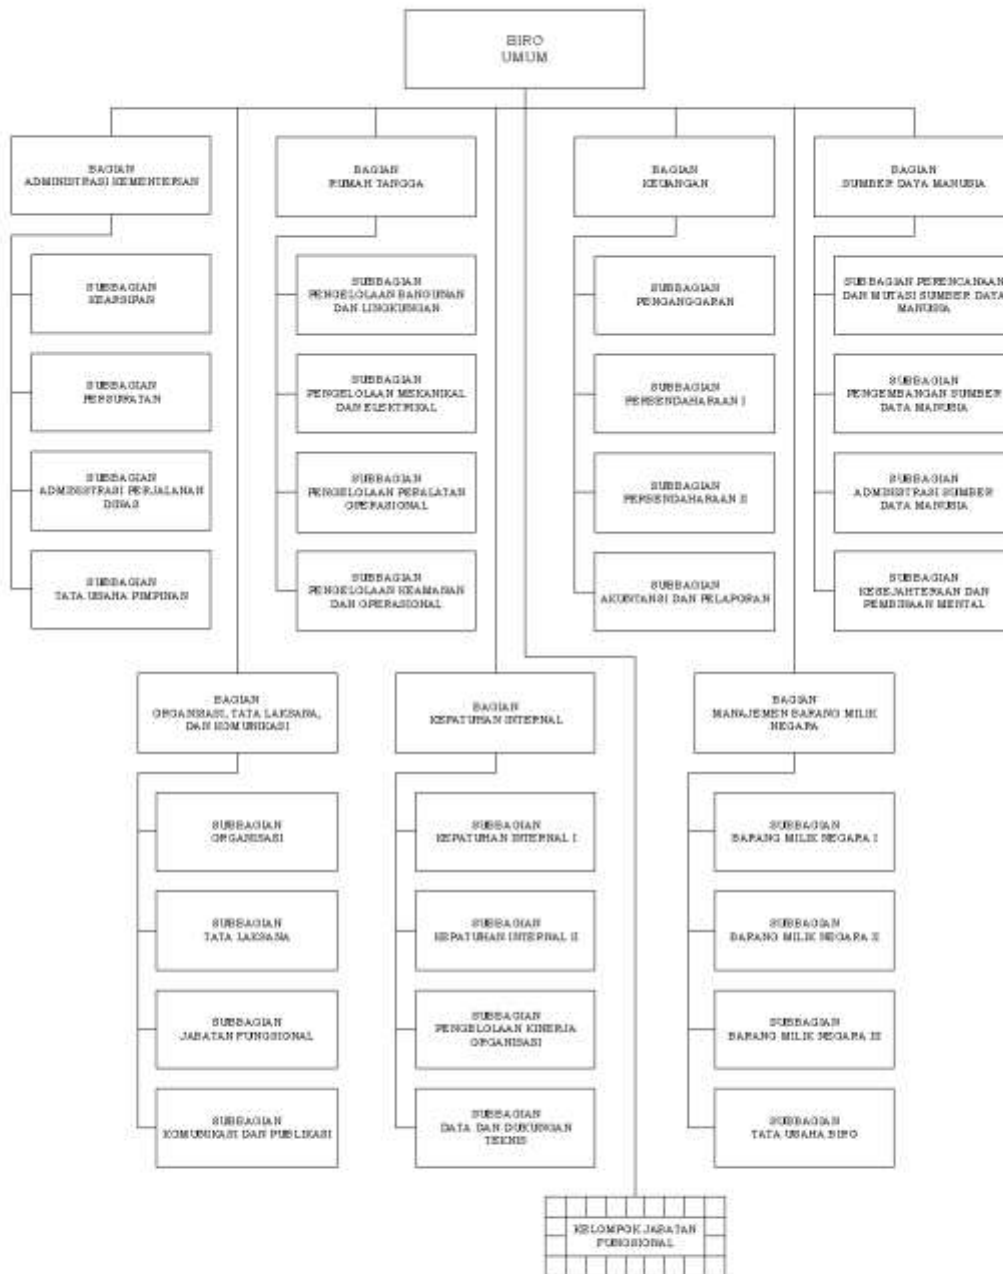 BIRO
UMUM
BAGIAN
ADMINISTRASI KEMENTERIAN
BAGIAN
RUMAH TANGGA
BAGIAN
KEUANGAN
BAGIAN
SUMBER DAYA MANUSIA
SUBBAGIAN
KEARSIPAN
SUBBAGIAN
PENGELOLAAN BANGUNAN
DAN LINGKUNGAN
SUBBAGIAN
PENGANGGARAN
SUBBAGIAN PERENCANAAN
DAN MUTASI SUMBER DAYA
MANUSIA
SUBBAGIAN
PERSURATAN
SUBBAGIAN
PENGELOLAAN MEKANIKAL
DAN ELEKTRIKAL
SUBBAGIAN
PERBENDAHARAAN I
SUBBAGIAN
PENGEMBANGAN SUMBER
DAYA MANUSIA
SUBBAGIAN
ADMINISTRASI PERJALANAN
DINAS
SUBBAGIAN
PENGELOLAAN PERALATAN
OPERASIONAL
SUBBAGIAN
PERBENDAHARAAN II
SUBBAGIAN
ADMINISTRASI SUMBER
DAYA MANUSIA
SUBBAGIAN
TATA USAHA PIMPINAN
SUBBAGIAN
PENGELOLAAN KEAMANAN
DAN OPERASIONAL
SUBBAGIAN
AKUNTANSI DAN PELAPORAN
SUBBAGIAN
KESEJAHTERAAN DAN
PEMBINAAN MENTAL
BAGIAN
ORGANISASI, TATA LAKSANA,
DAN KOMUNIKASI
BAGIAN
KEPATUHAN INTERNAL
BAGIAN
MANAJEMEN BARANG MILIK
NEGARA
SUBBAGIAN
ORGANISASI
SUBBAGIAN
KEPATUHAN INTERNAL I
SUBBAGIAN
BARANG MILIK NEGARA I
SUBBAGIAN
TATA LAKSANA
SUBBAGIAN
KEPATUHAN INTERNAL II
SUBBAGIAN
BARANG MILIK NEGARA II
SUBBAGIAN
JABATAN FUNGSIONAL
SUBBAGIAN
PENGELOLAAN KINERJA
ORGANISASI
SUBBAGIAN
BARANG MILIK NEGARA III
SUBBAGIAN
KOMUNIKASI DAN PUBLIKASI
SUBBAGIAN
DATA DAN DUKUNGAN
TEKNIS
SUBBAGIAN
TATA USAHA BIRO
KELOMPOK JABATAN
FUNGSIONAL